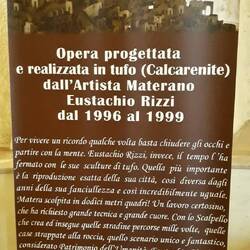 Opera progettata
e realizzata in tufo (Calcarenite)
dall'Artista Materano
Eustachio Rizzi
dal 1996 al 1999
Per vivere un ricordo qualche volta basta chiudere gli occhi e
partire con la mente. Eustachio Rizzi, invece, il tempo l'ha
fermato con le sue sculture di tufo. Quella più importante
è la riproduzione esatta della sua città, così diversa dagli
anni della sua fanciullezza e così incredibilmente uguale,
Matera scolpita in dodici metri quadri! Un lavoro certosino,
che ha richiesto grande tecnica e grande cuore. Con lo Scalpello
che crea ed insegue quelle stradine percorse mille volte, quelle
case strappate alla roccia, quello scenario unico e fantastico,
considerato Patrimonio dell'Umanità